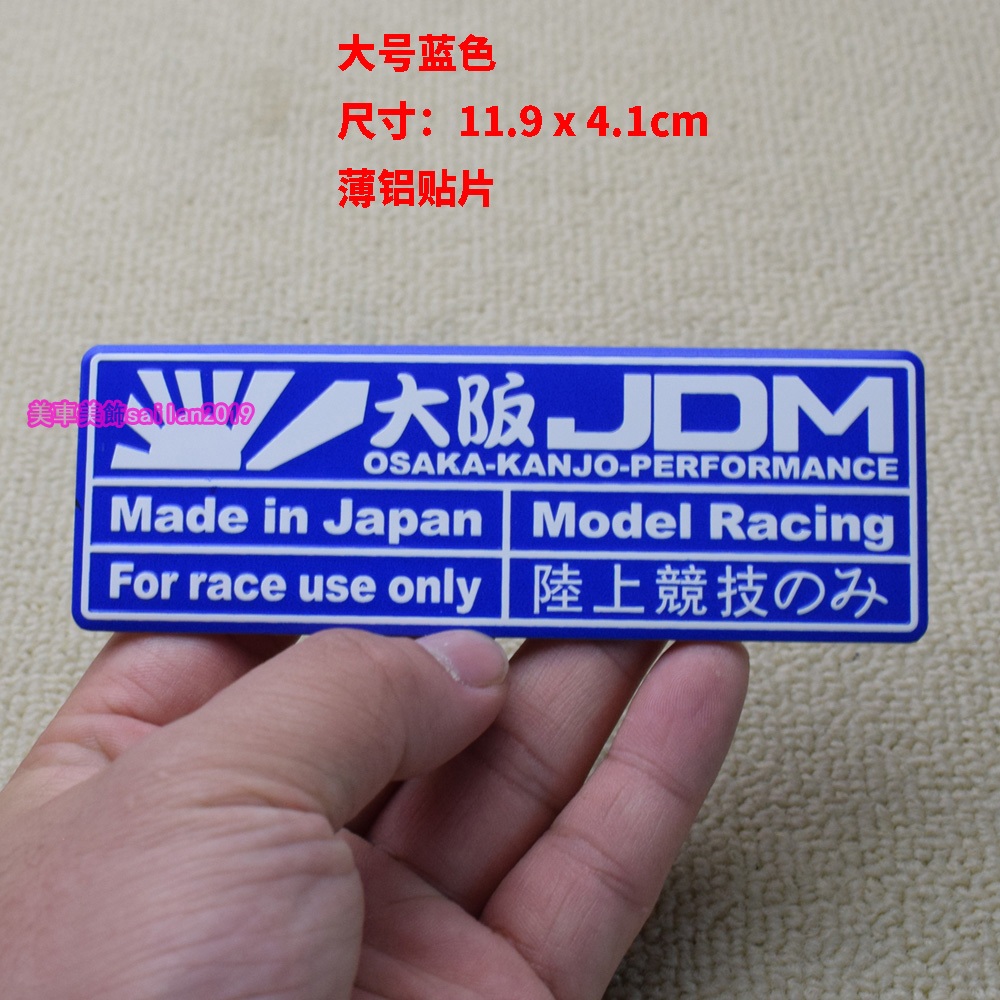 大号蓝色
尺寸：11.9 x 4.1cm
薄铝贴片
美車美飾sailan2019
大阪JDM
OSAKA-KANJO-PERFORMANCE
Made in Japan
Model Racing
For race use only
陸上競技のみ